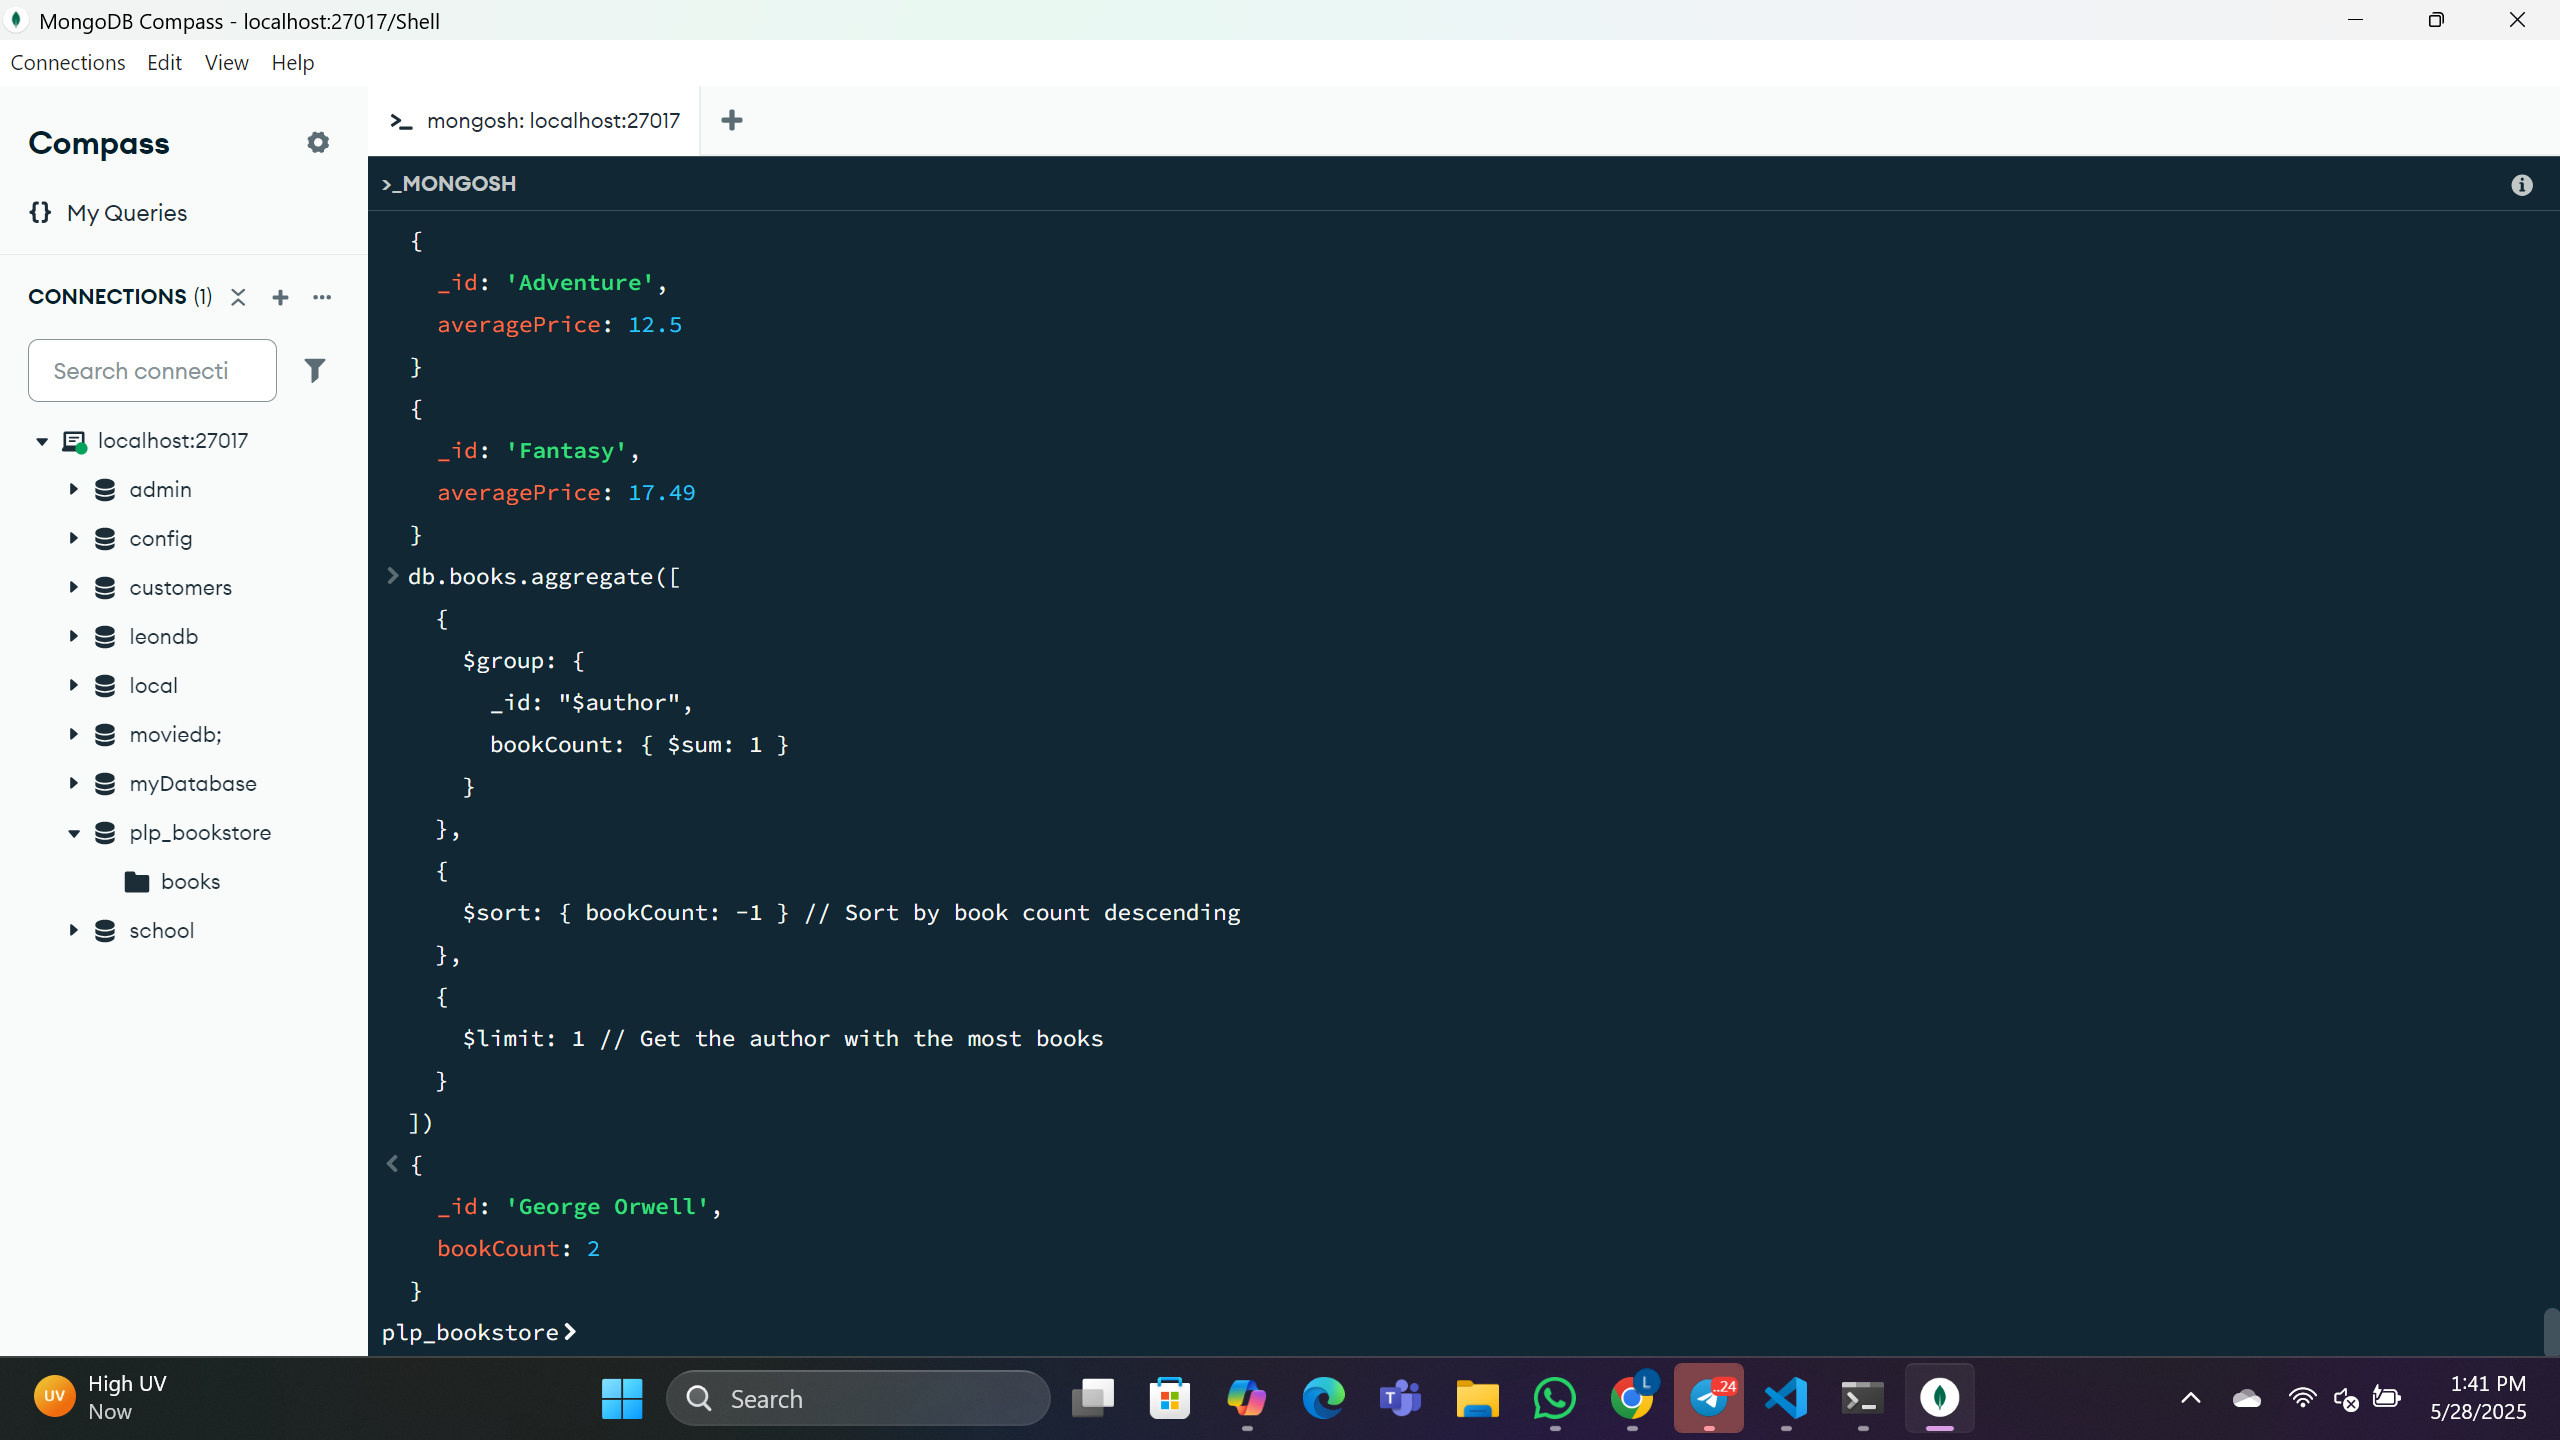 MongoDB Compass - localhost:27017/Shell
Connections Edit View Help
Compass
{} My Queries
CONNECTIONS (1)
Search connecti
localhost:27017
admin
config
customers
leondb
local
moviedb;
myDatabase
plp_bookstore
books
school
>_ mongosh: localhost:27017 +
>_MONGOSH
{
_id: 'Adventure',
averagePrice: 12.5
}
{
_id: 'Fantasy',
averagePrice: 17.49
}
> db.books.aggregate([
{
$group: {
_id: "$author",
bookCount: { $sum: 1 }
}
},
{
$sort: { bookCount: -1 } // Sort by book count descending
},
{
$limit: 1 // Get the author with the most books
}
])
< {
_id: 'George Orwell',
bookCount: 2
}
plp_bookstore>
UV
High UV
Now
Search
L
..24
1:41 PM
5/28/2025